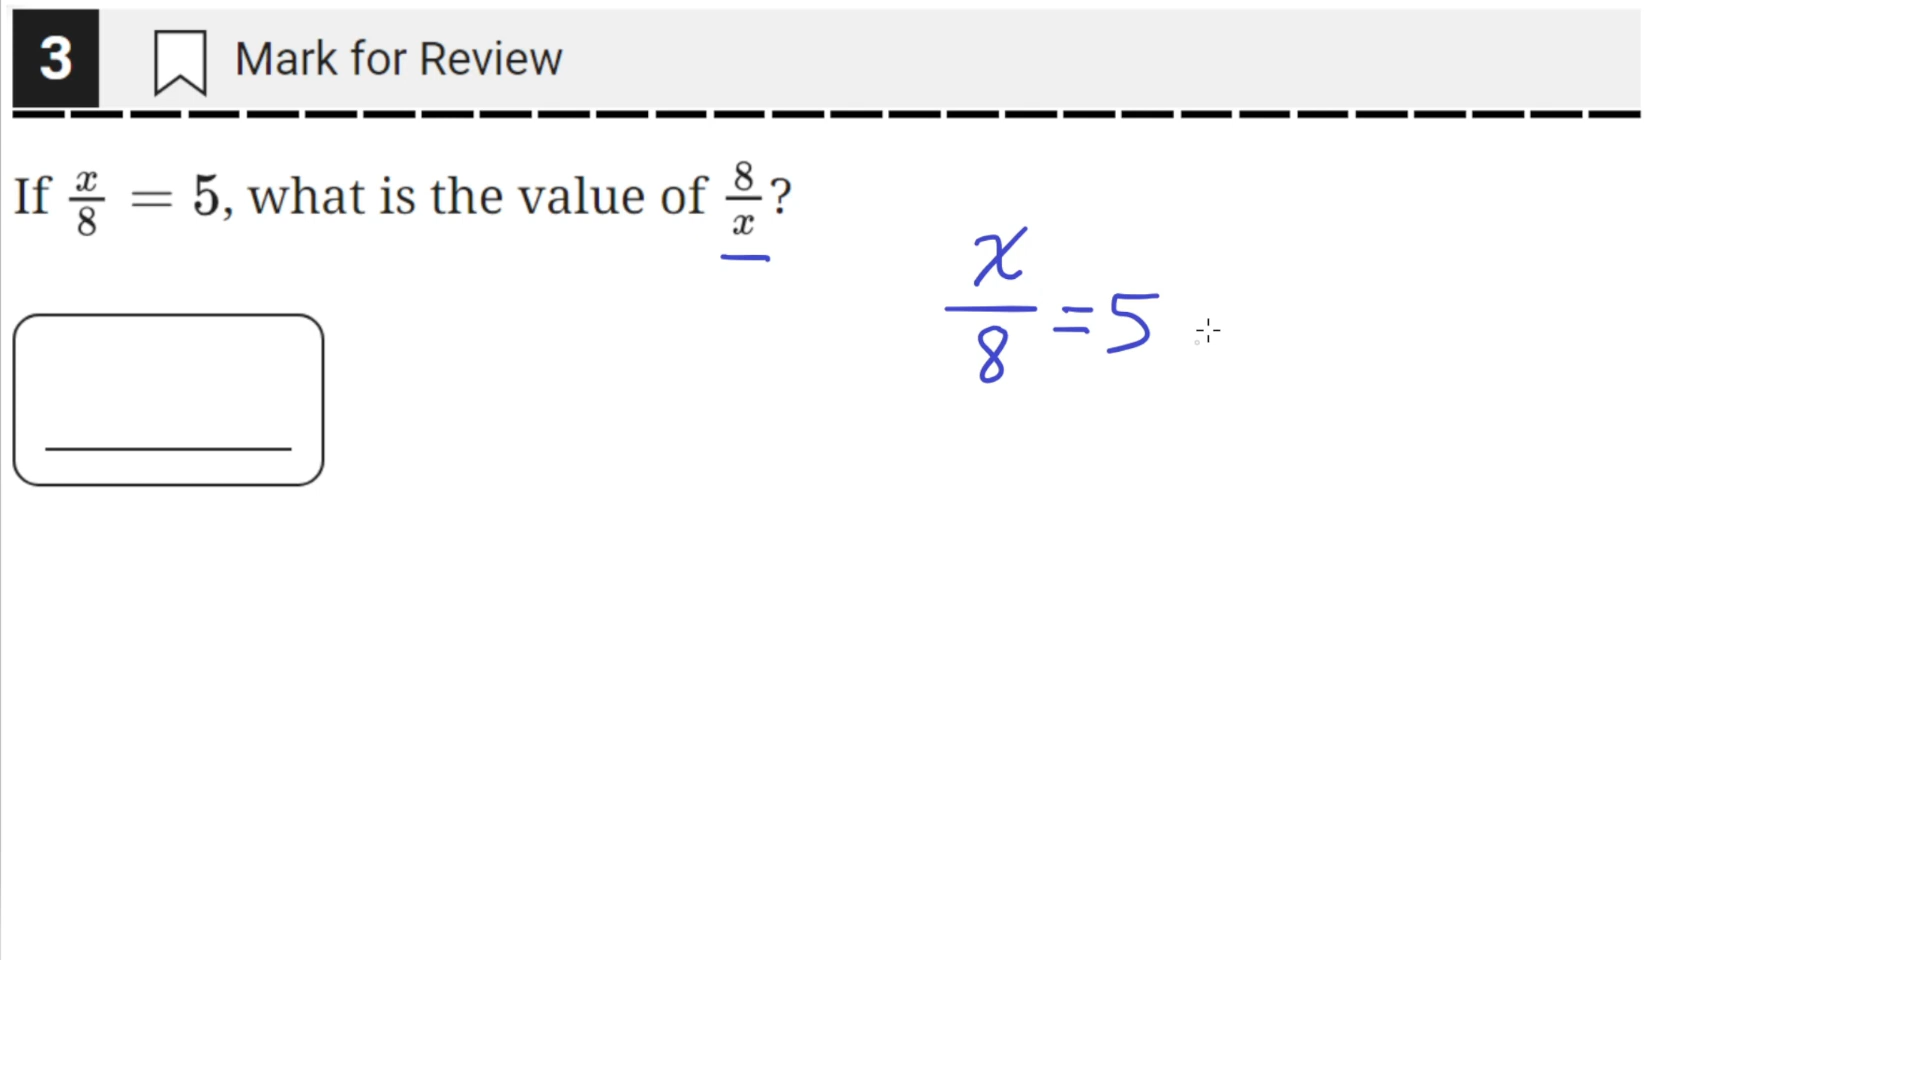 3 Mark for Review
If x/8 = 5, what is the value of 8/x?
x/8 = 5